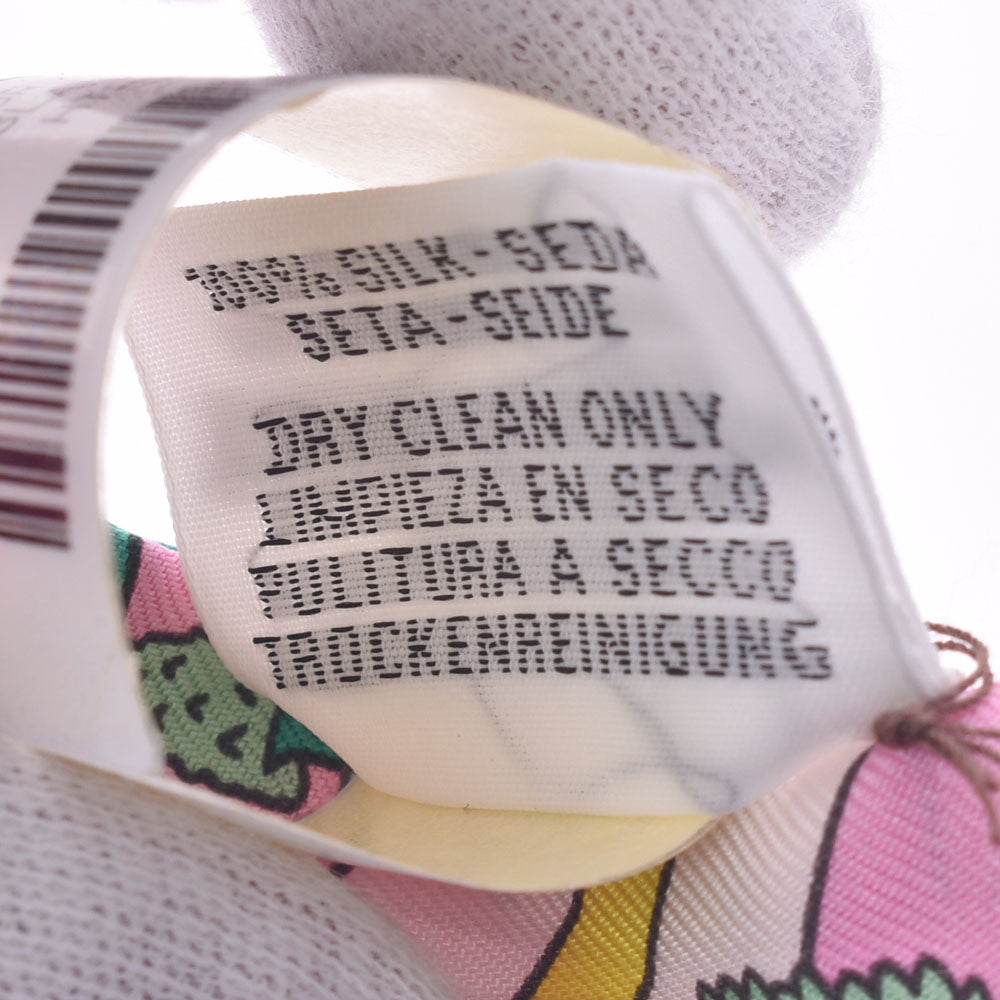 100% SILK - SEDA
SETA - SEIDE
DRY CLEAN ONLY
LIMPIEZA EN SECO
PULITURA A SECCO
TROCKENREINIGUNG